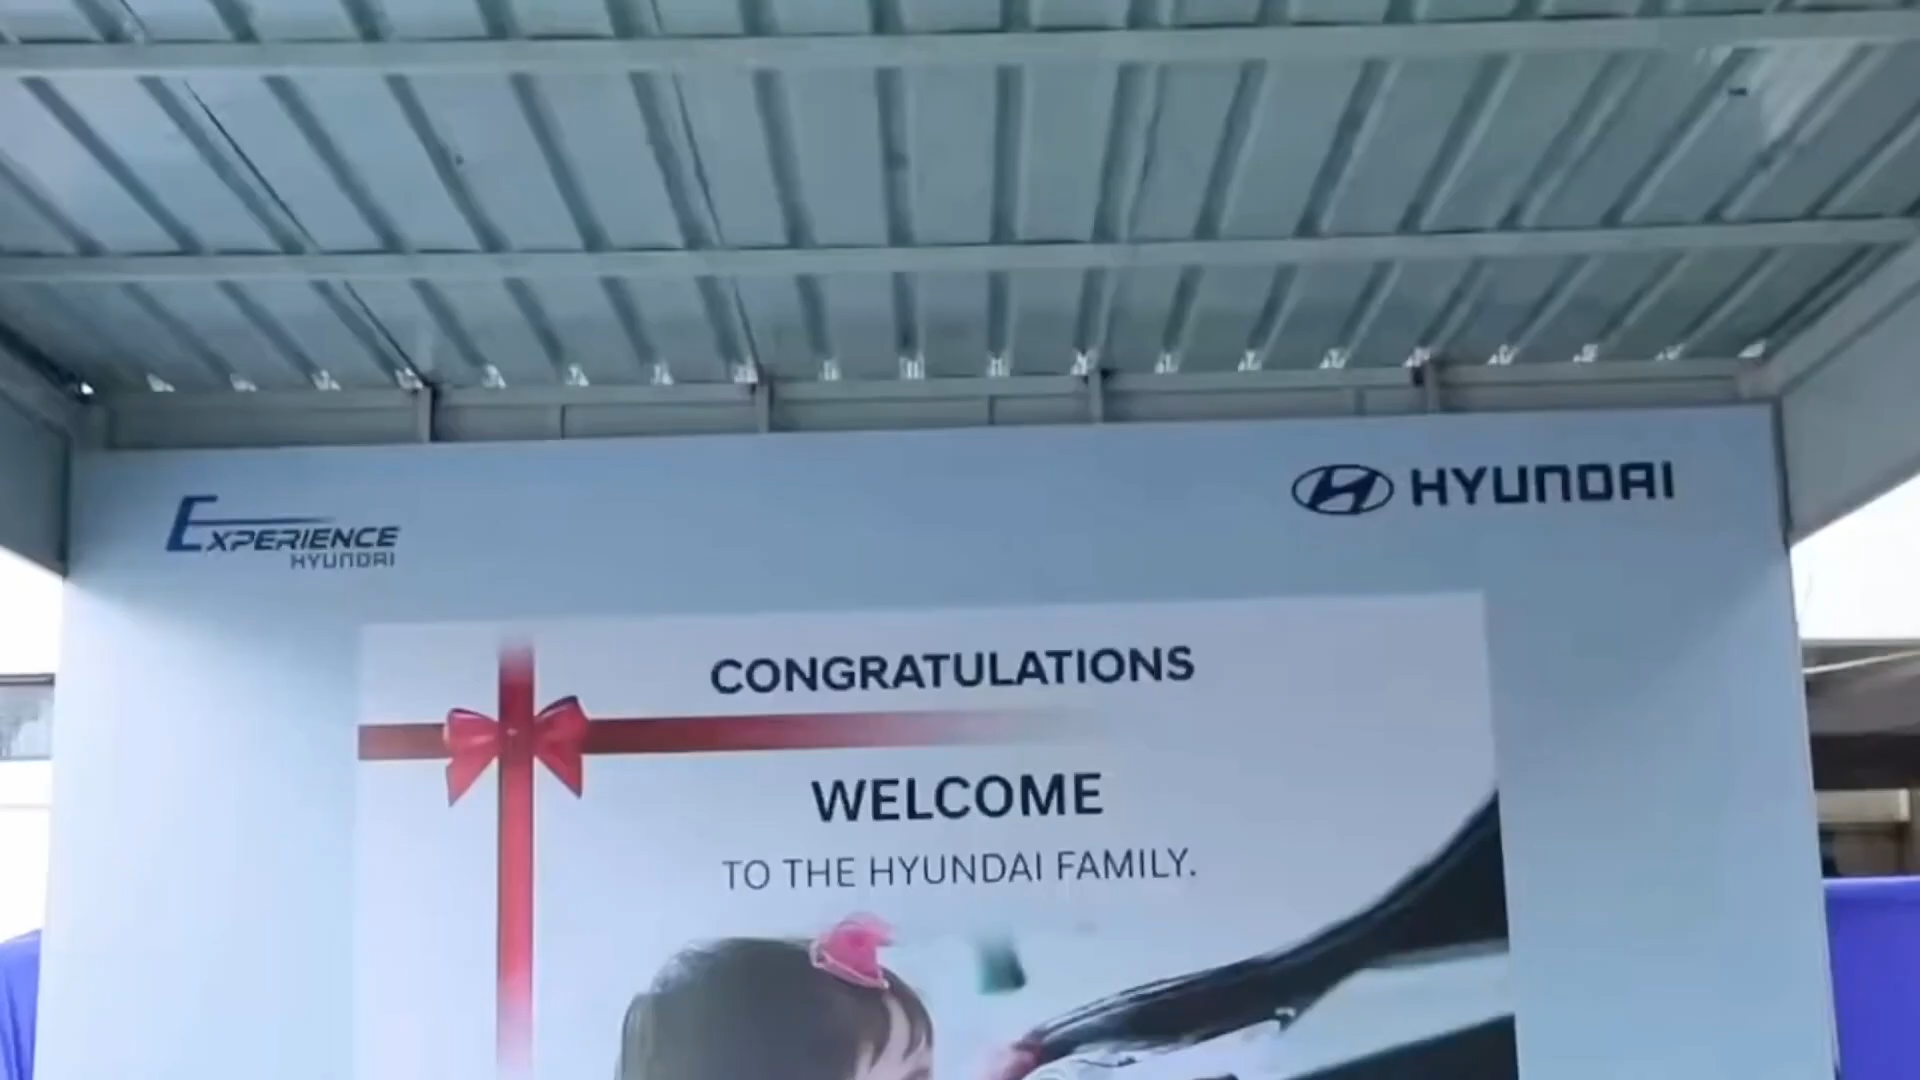 EXPERIENCE
HYUNDAI
HYUNDAI
CONGRATULATIONS
WELCOME
TO THE HYUNDAI FAMILY.